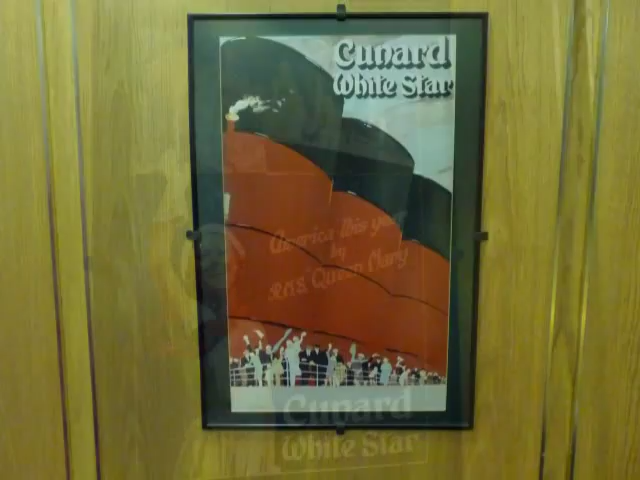 Cunard
White Star
America this year
by
R.M.S. "Queen Mary"
Cunard
White Star